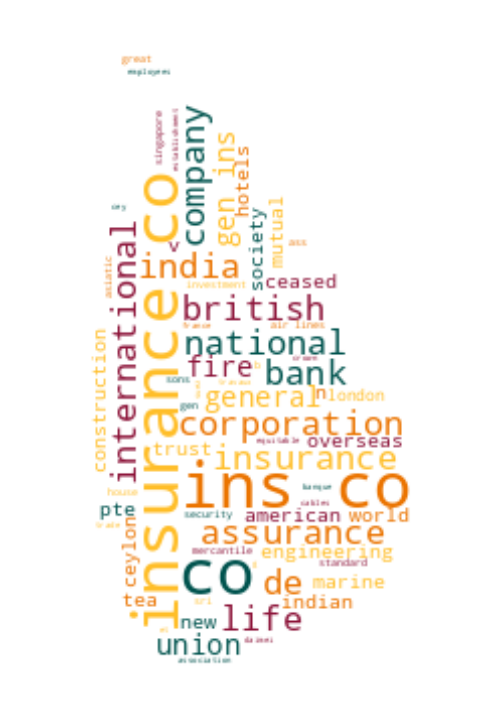 great
employees
singapore
establishment
company
gen ins
hotels
insurance co
cey
v
international
society
mutual
ass
asiatic
india
ceased
investment
british
france
air lines
national
construction
fire
crown
bank
sons
general
n
london
gen
corporation
equitable
overseas
trust
insurance
ins co
house
banque
cables
pte
security
american
world
trade
assurance
ceylon
mercantile
engineering
standard
co
de
marine
tea
sri
indian
new
life
union
association